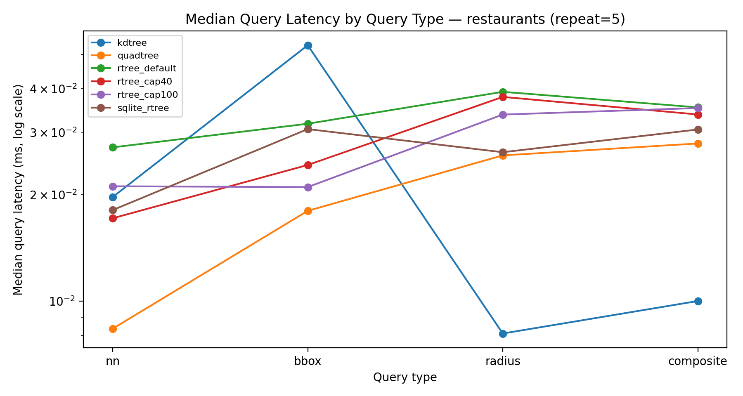 Median Query Latency by Query Type — restaurants (repeat=5)
kdtree
quadtree
rtree_default
rtree_cap40
rtree_cap100
sqlite_rtree
4 × 10⁻²
3 × 10⁻²
2 × 10⁻²
10⁻²
Median query latency (ms, log scale)
nn bbox radius composite
Query type